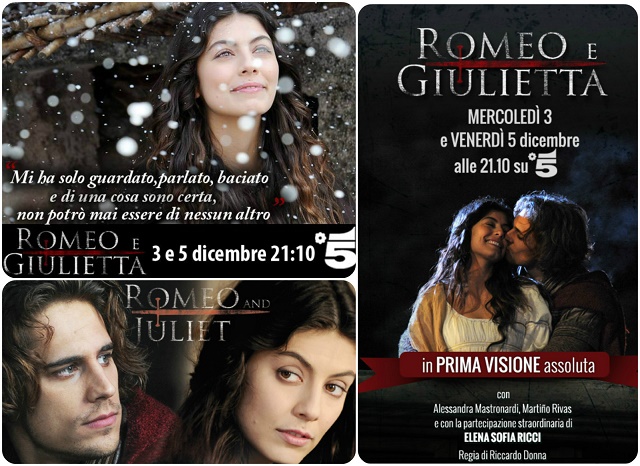 “ Mi ha solo guardato,parlato, baciato
e di una cosa sono certa,
non potrò mai essere di nessun altro ”
ROMEO E
GIULIETTA
3 e 5 dicembre 21:10 5
ROMEO AND
JULIET
ROMEO E
GIULIETTA
MERCOLEDÌ 3
e VENERDÌ 5 dicembre
alle 21.10 su 5
in PRIMA VISIONE assoluta
con
Alessandra Mastronardi, Martiño Rivas
e con la partecipazione straordinaria di
ELENA SOFIA RICCI
Regia di Riccardo Donna